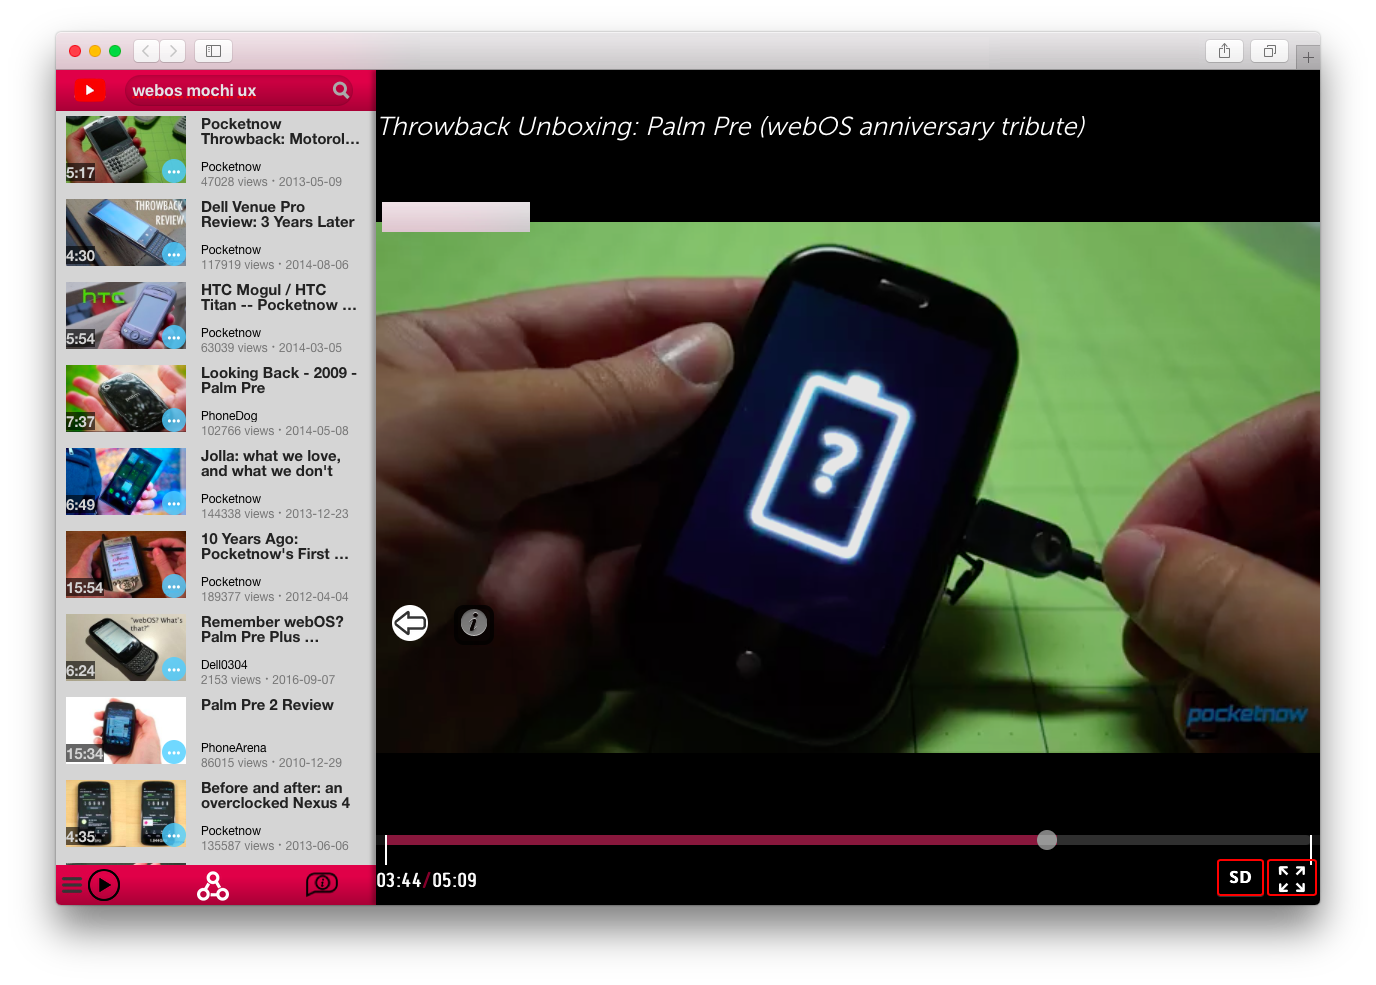 webos mochi ux
Pocketnow
Throwback: Motorol...
5:17
Pocketnow
47028 views · 2013-05-09
THROWBACK
REVIEW
Dell Venue Pro
Review: 3 Years Later
4:30
Pocketnow
117919 views · 2014-08-06
hTC
HTC Mogul / HTC
Titan -- Pocketnow ...
5:54
Pocketnow
63039 views · 2014-03-05
Looking Back - 2009 -
Palm Pre
7:37
PhoneDog
102766 views · 2014-05-08
Jolla: what we love,
and what we don't
6:49
Pocketnow
144338 views · 2013-12-23
10 Years Ago:
Pocketnow's First ...
15:54
Pocketnow
189377 views · 2012-04-04
"webOS? What's
that?"
Remember webOS?
Palm Pre Plus ...
6:24
Dell0304
2153 views · 2016-09-07
Palm Pre 2 Review
15:34
PhoneArena
86015 views · 2010-12-29
Before and after: an
overclocked Nexus 4
4:35
Pocketnow
135587 views · 2013-06-06
Throwback Unboxing: Palm Pre (webOS anniversary tribute)
?
i
pocketnow
03:44/05:09
SD